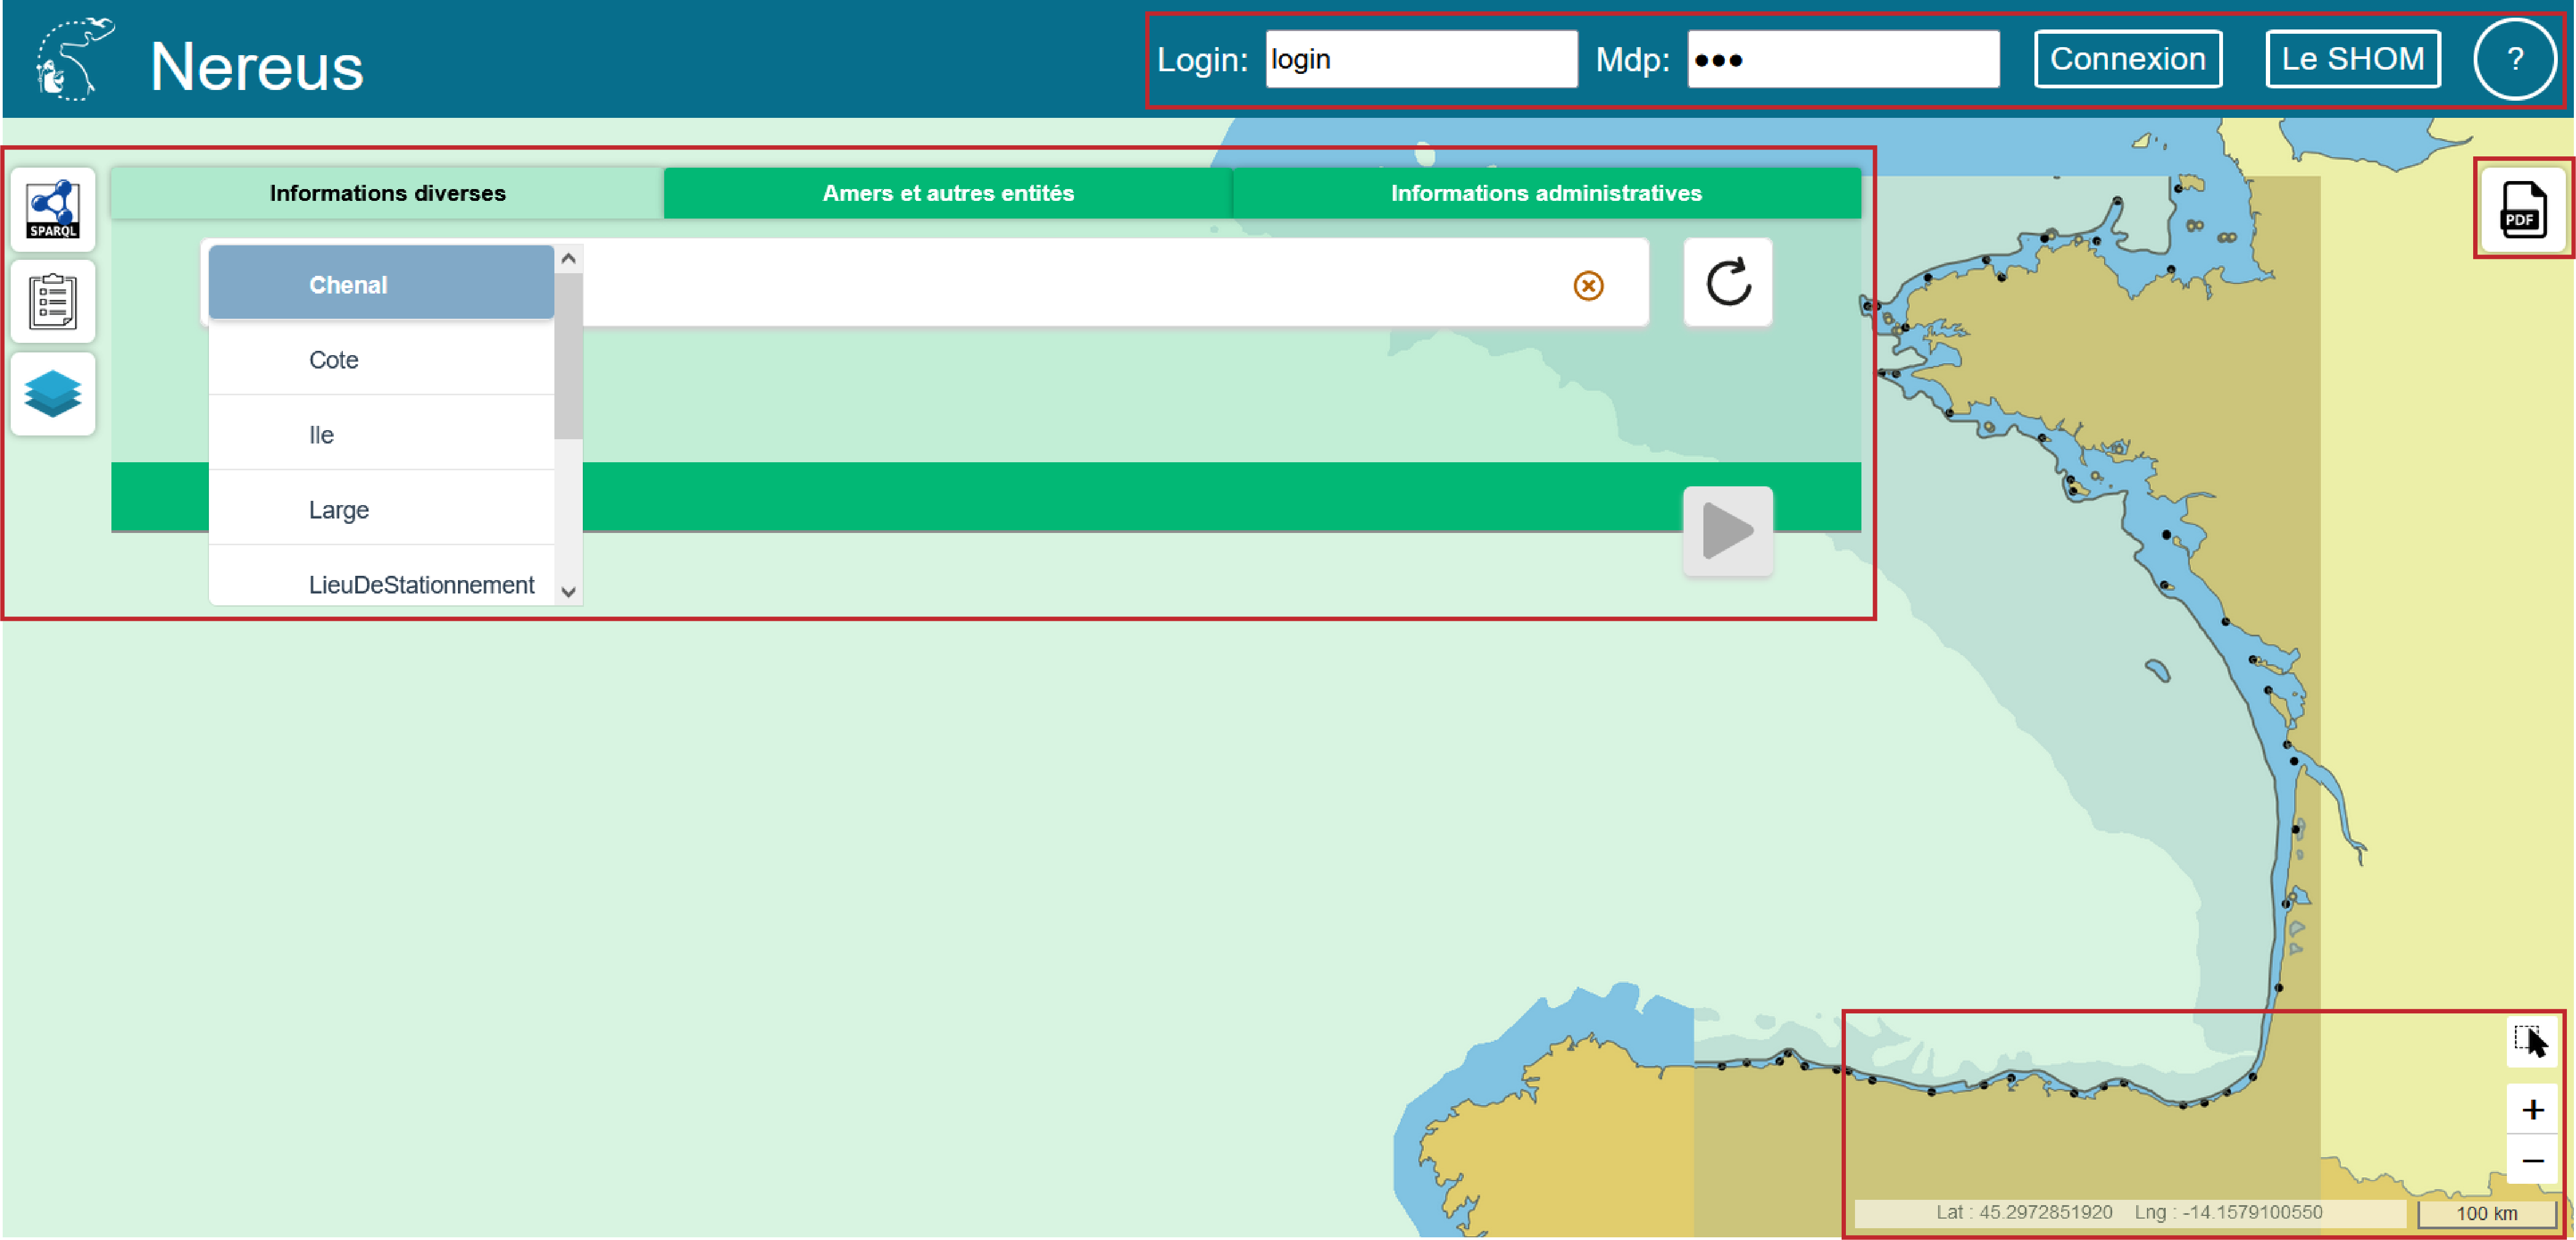 Nereus
Login: login Mdp: ●●● Connexion Le SHOM ?
SPARQL
Informations diverses Amers et autres entités Informations administratives
PDF
Chenal
Cote
Ile
Large
LieuDeStationnement
+
−
Lat : 45.2972851920 Lng : -14.1579100550
100 km